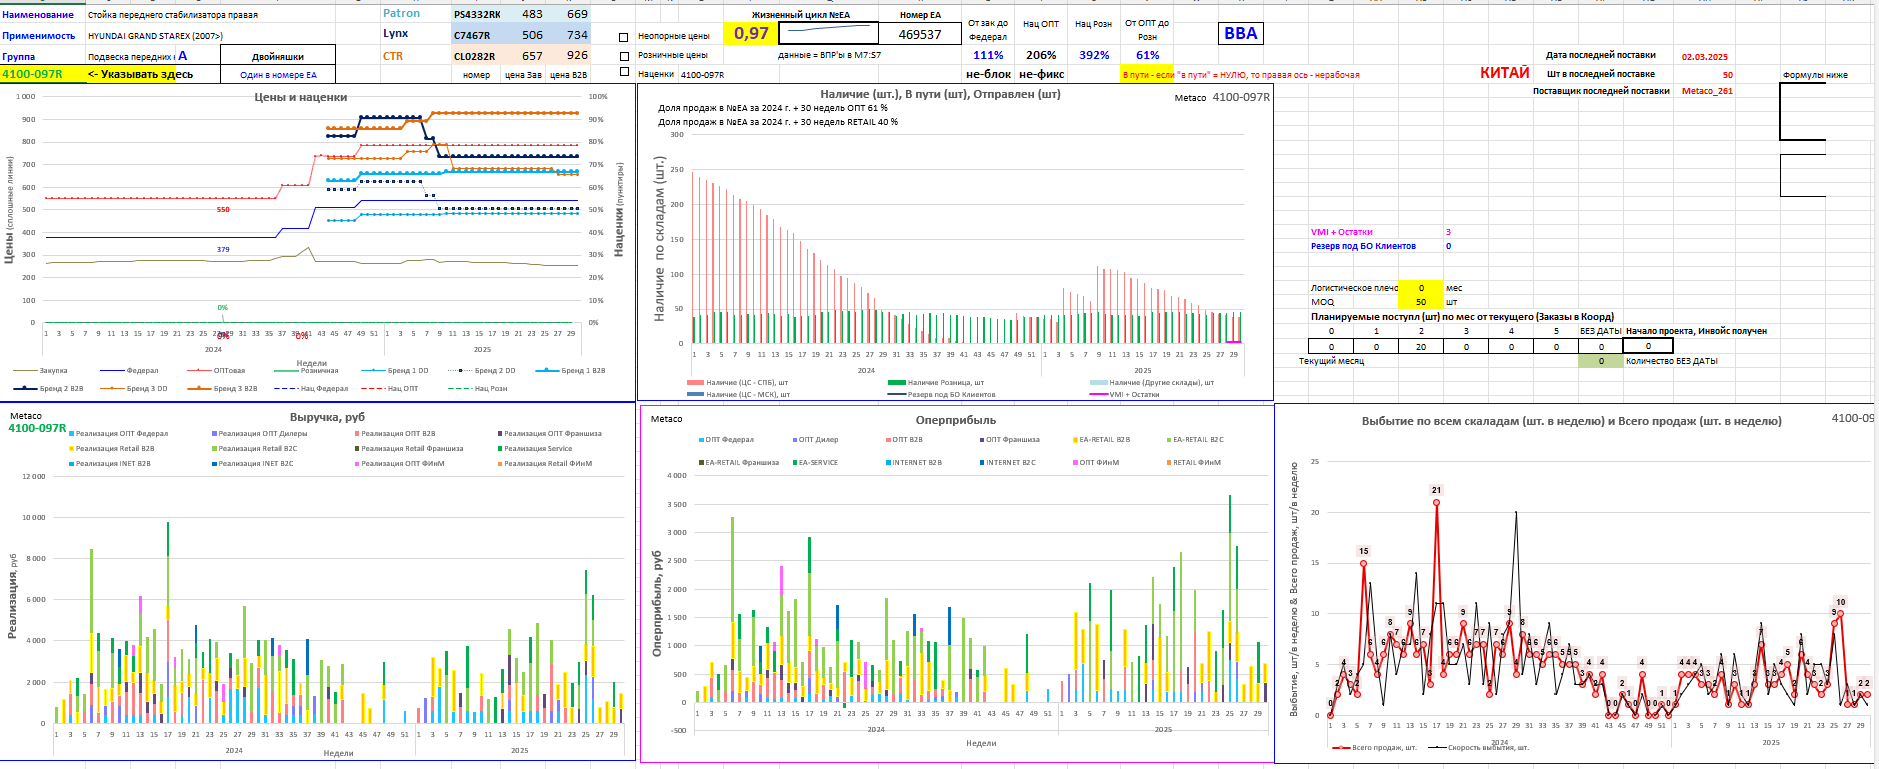 Наименование Стойка переднего стабилизатора правая Patron PS4332RK 483 669 Жизненный цикл №EA Номер EA
Применимость HYUNDAI GRAND STAREX (2007>) Lynx C7467R 506 734 Неопорные цены 0,97 469537 От зак до Федерал Нац ОПТ Нац Розн От ОПТ до Розн BBA
Группа Подвеска передних A Двойняшки CTR CL0282R 657 926 Розничные цены данные = ВПР'ы в М7:57 111% 206% 392% 61%
4100-097R <- Указывать здесь Один в номере EA номер цена Зав цена B2B Наценки 4100-097R не-блок не-фикс В пути - если "в пути" = НУЛЮ, то правая ось - нерабочая
КИТАЙ
Дата последней поставки 02.03.2025
Шт в последней поставке 50 Формулы ниже
Поставщик последней поставки Metaco_261
Цены и наценки
Цены (сплошные линии)
Наценки (пунктиры)
1 000 900 800 700 600 500 400 300 200 100 0
100% 90% 80% 70% 60% 50% 40% 30% 20% 10% 0%
550
379
0%
2024 2025
Недели
Закупка Федерал ОПТовая Розничная Бренд 1 DD Бренд 2 DD Бренд 1 B2B
Бренд 2 B2B Бренд 3 DD Бренд 3 B2B Нац Федерал Нац ОПТ Нац Розн
Наличие (шт.), В пути (шт), Отправлен (шт)
Metaco 4100-097R
Доля продаж в №EA за 2024 г. + 30 недель ОПТ 61 %
Доля продаж в №EA за 2024 г. + 30 недель RETAIL 40 %
Наличие по складам (шт.)
300 250 200 150 100 50 0
2024 2025
Наличие (ЦС - СПБ), шт Наличие Розница, шт Наличие (Другие склады), шт
Наличие (ЦС - МСК), шт Резерв под БО Клиентов VMI + Остатки
VMI + Остатки 3
Резерв под БО Клиентов 0
Логистическое плечо 0 мес
MOQ 50 шт
Планируемые поступл (шт) по мес от текущего (Заказы в Коорд)
0 1 2 3 4 5 БЕЗ ДАТЫ Начало проекта, Инвойс получен
0 0 20 0 0 0 0 0
Текущий месяц 0 Количество БЕЗ ДАТЫ
Metaco
4100-097R
Выручка, руб
Реализация ОПТ Федерал Реализация ОПТ Дилеры Реализация ОПТ B2B Реализация ОПТ Франшиза
Реализация Retail B2B Реализация Retail B2C Реализация Retail Франшиза Реализация Service
Реализация INET B2B Реализация INET B2C Реализация ОПТ ФИнМ Реализация Retail ФИнМ
Реализация, руб
12 000 10 000 8 000 6 000 4 000 2 000 0
2024 2025
Недели
Metaco
Оперприбыль
ОПТ Федерал ОПТ Дилер ОПТ B2B ОПТ Франшиза EA-RETAIL B2B EA-RETAIL B2C
EA-RETAIL Франшиза EA-SERVICE INTERNET B2B INTERNET B2C ОПТ ФИнМ RETAIL ФИнМ
Оперприбыль, руб
4 000 3 500 3 000 2 500 2 000 1 500 1 000 500 0 -500
2024 2025
Недели
Выбытие по всем скаладам (шт. в неделю) и Всего продаж (шт. в неделю)
4100-09
Выбытие, шт/в неделю & Всего продаж, шт/в неделю
25 20 15 10 5 0
2024 2025
Всего продаж, шт. Скорость выбытия, шт.